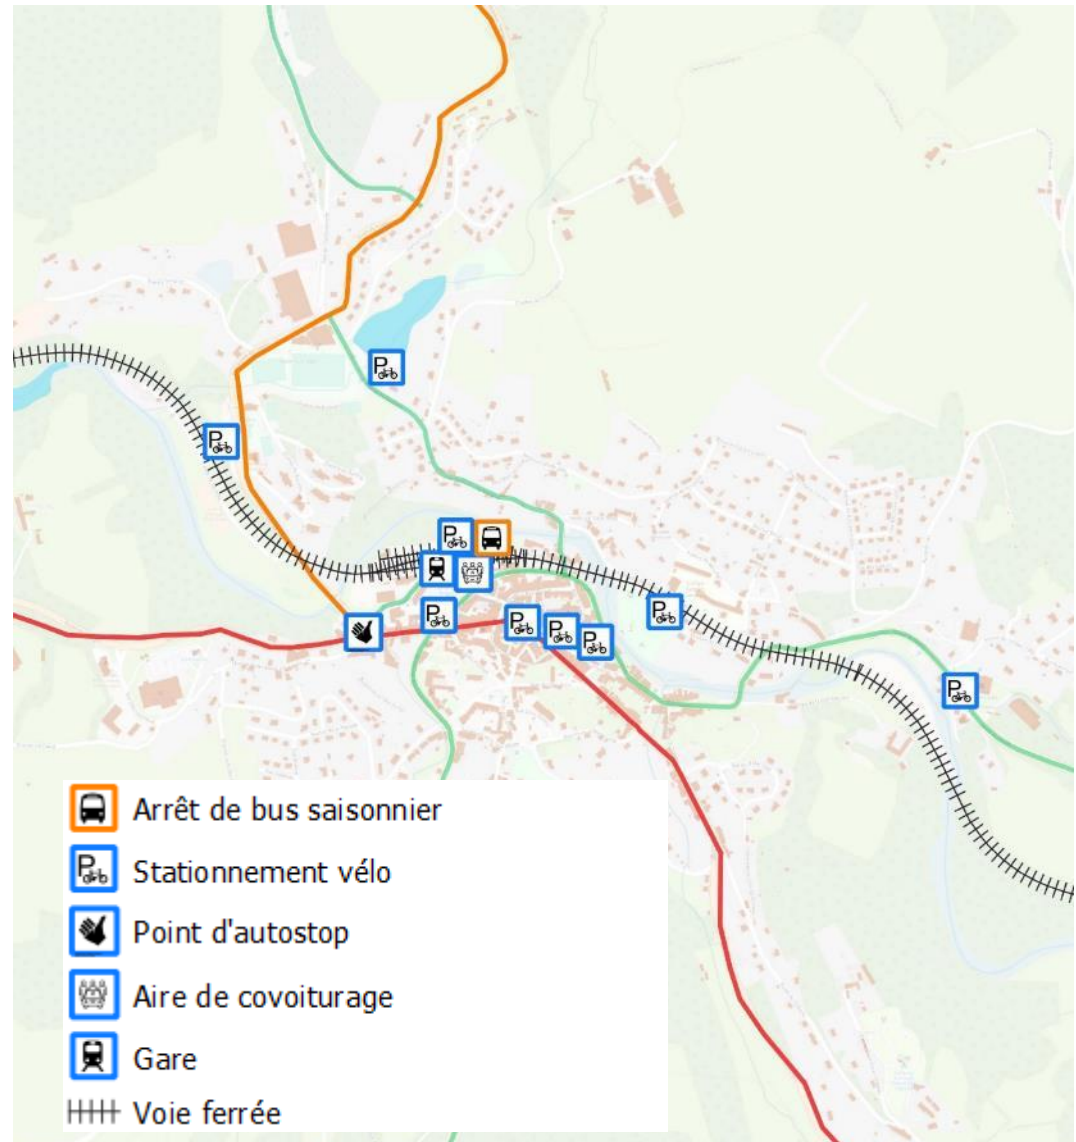 P
P
P
P
P
P
P
P
P
Arrêt de bus saisonnier
P
Stationnement vélo
Point d'autostop
Aire de covoiturage
Gare
Voie ferrée